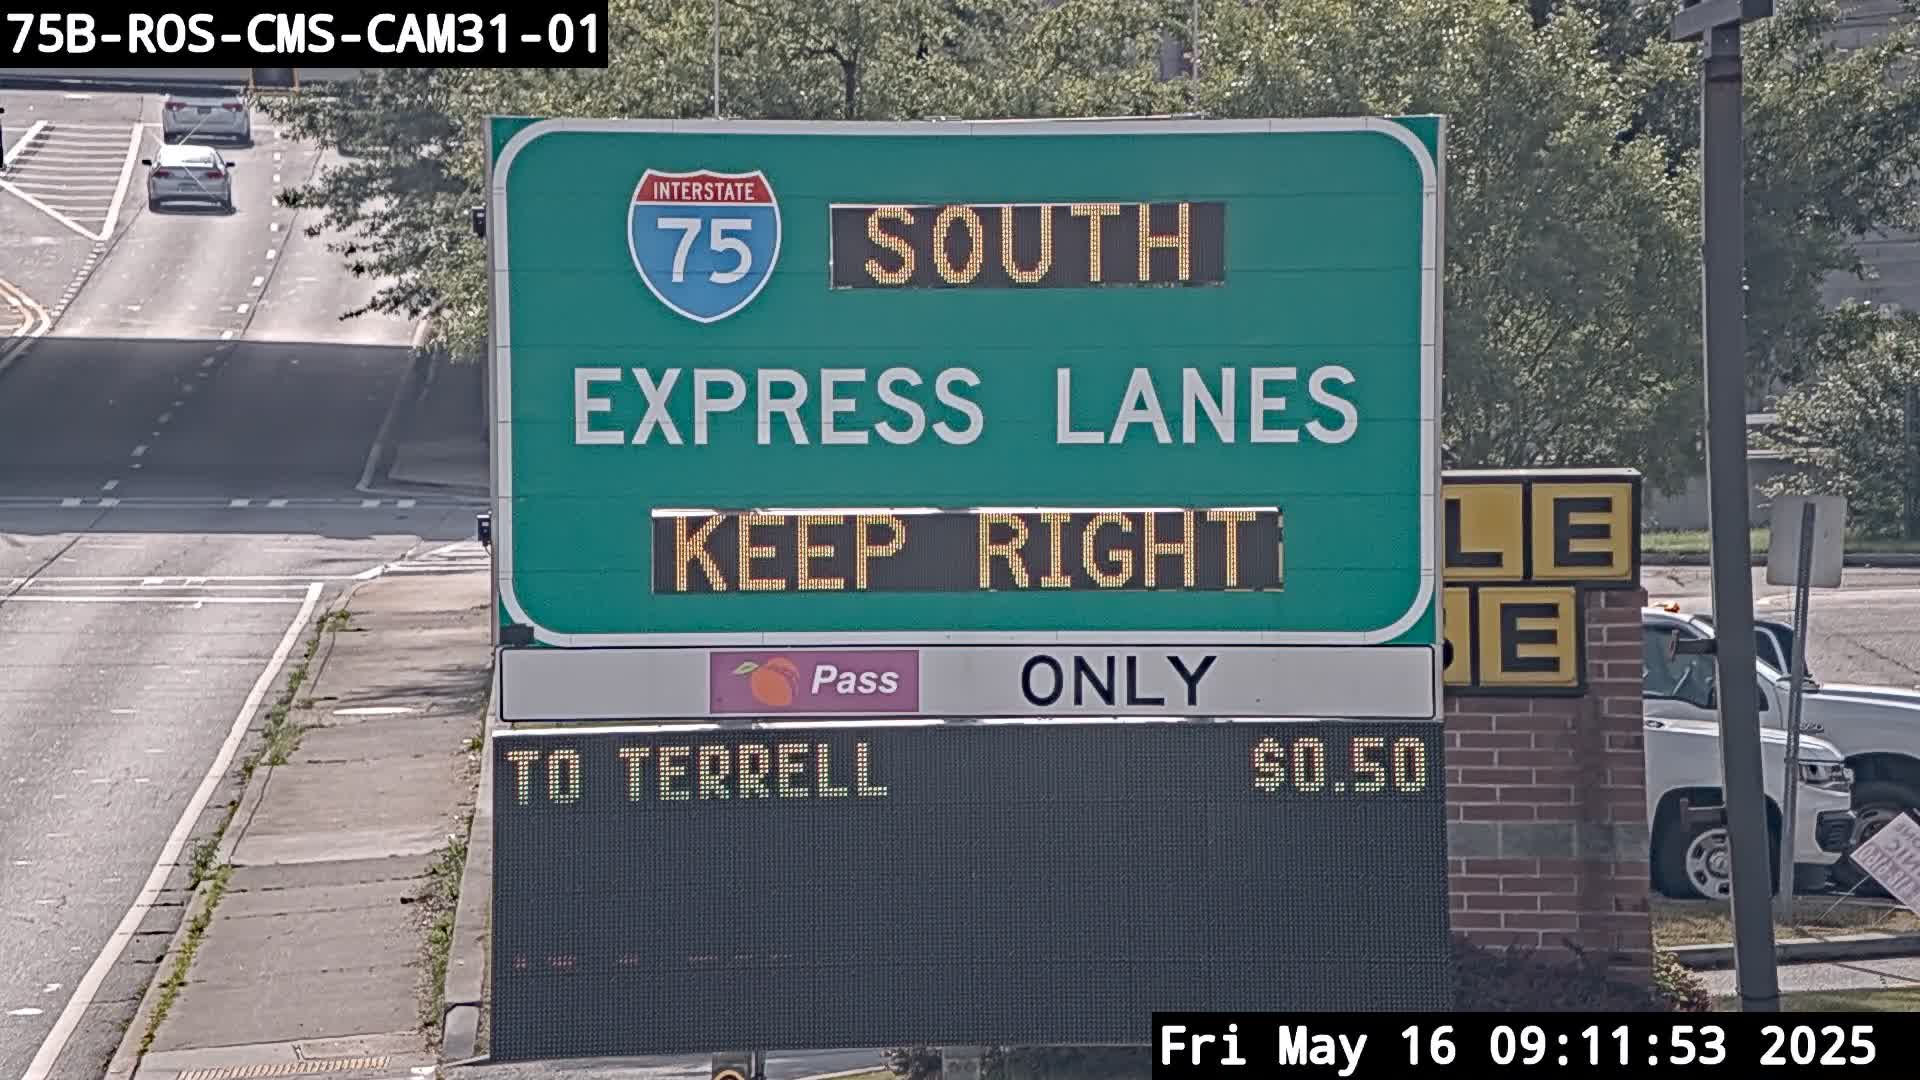 75B-ROS-CMS-CAM31-01
INTERSTATE
75
SOUTH
EXPRESS LANES
KEEP RIGHT
Pass ONLY
TO TERRELL $0.50
LE
E
Fri May 16 09:11:53 2025